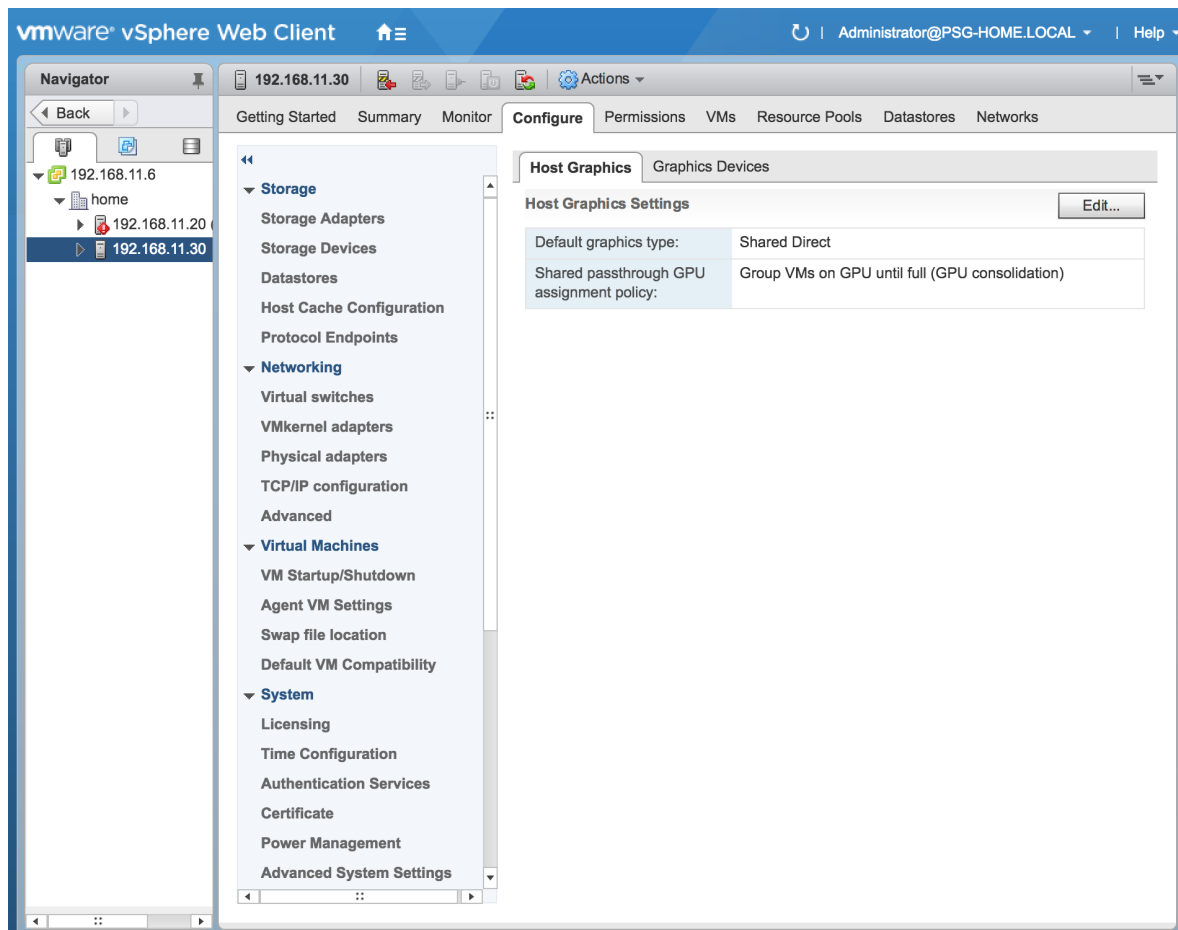 vmware® vSphere Web Client
Administrator@PSG-HOME.LOCAL
Help
Navigator
Back
192.168.11.6
home
192.168.11.20 (
192.168.11.30
192.168.11.30
Actions
Getting Started
Summary
Monitor
Configure
Permissions
VMs
Resource Pools
Datastores
Networks
Storage
Storage Adapters
Storage Devices
Datastores
Host Cache Configuration
Protocol Endpoints
Networking
Virtual switches
VMkernel adapters
Physical adapters
TCP/IP configuration
Advanced
Virtual Machines
VM Startup/Shutdown
Agent VM Settings
Swap file location
Default VM Compatibility
System
Licensing
Time Configuration
Authentication Services
Certificate
Power Management
Advanced System Settings
Host Graphics
Graphics Devices
Host Graphics Settings
Edit...
Default graphics type:
Shared Direct
Shared passthrough GPU
assignment policy:
Group VMs on GPU until full (GPU consolidation)